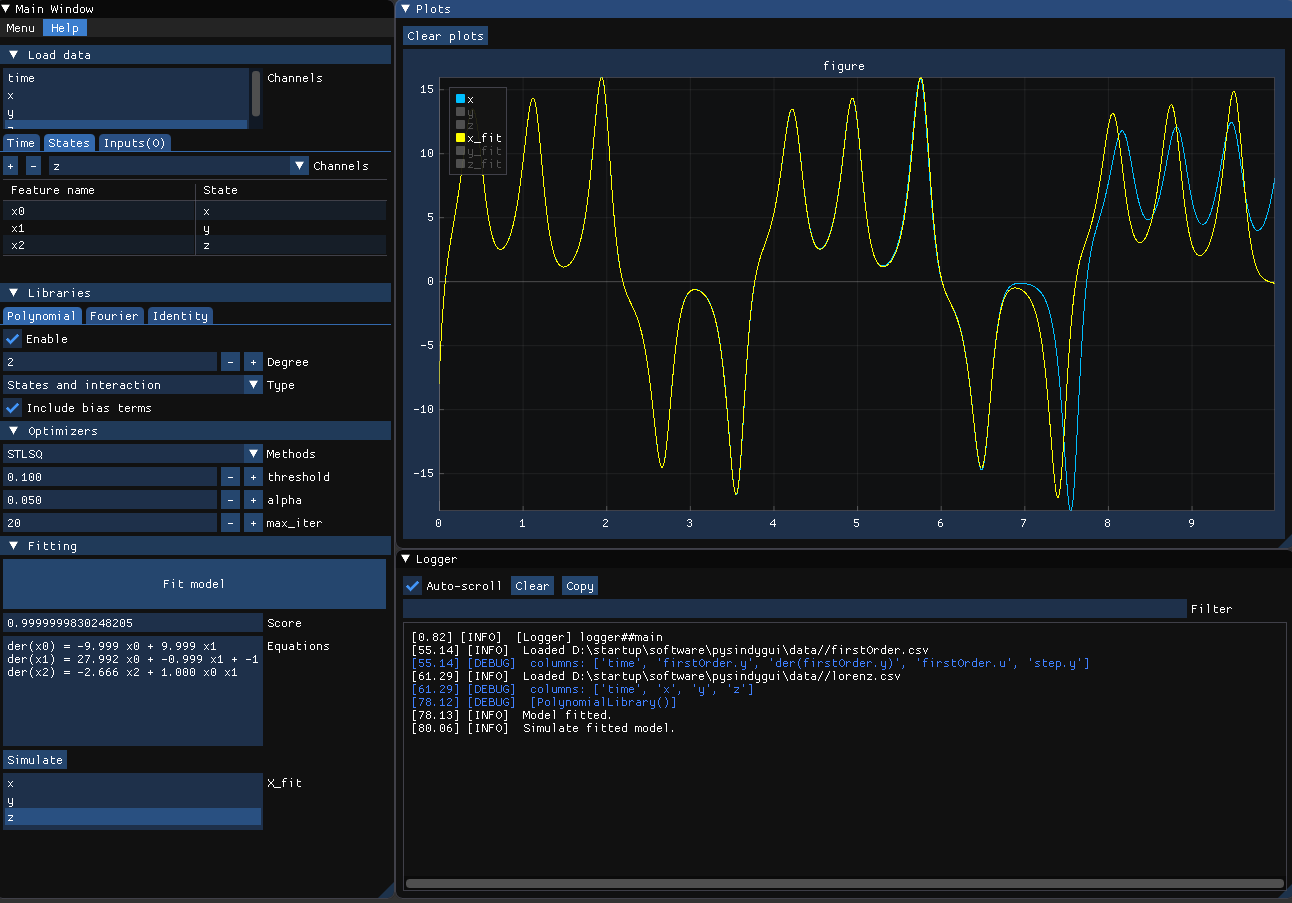 Main Window
Menu Help
Load data
time
x
y
Channels
Time States Inputs(0)
+ - z Channels
Feature name State
x0 x
x1 y
x2 z
Libraries
Polynomial Fourier Identity
Enable
2 - + Degree
States and interaction Type
Include bias terms
Optimizers
STLSQ Methods
0.100 - + threshold
0.050 - + alpha
20 - + max_iter
Fitting
Fit model
0.9999999830248205 Score
der(x0) = -9.999 x0 + 9.999 x1
der(x1) = 27.992 x0 + -0.999 x1 + -1
der(x2) = -2.666 x2 + 1.000 x0 x1
Equations
Simulate
x
y
z
X_fit
Plots
Clear plots
figure
x
y
z
x_fit
y_fit
z_fit
15
10
5
0
-5
-10
-15
0 1 2 3 4 5 6 7 8 9
Logger
Auto-scroll Clear Copy
Filter
[0.82] [INFO] [Logger] logger##main
[55.14] [INFO] Loaded D:\startup\software\pysindygui\data//firstOrder.csv
[55.14] [DEBUG] columns: ['time', 'firstOrder.y', 'der(firstOrder.y)', 'firstOrder.u', 'step.y']
[61.29] [INFO] Loaded D:\startup\software\pysindygui\data//lorenz.csv
[61.29] [DEBUG] columns: ['time', 'x', 'y', 'z']
[78.12] [DEBUG] [PolynomialLibrary()]
[78.13] [INFO] Model fitted.
[80.06] [INFO] Simulate fitted model.